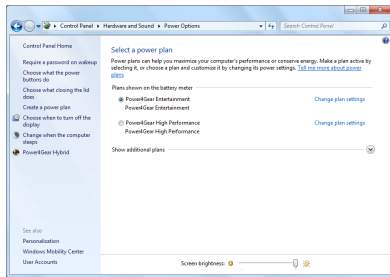 Control Panel ▸ Hardware and Sound ▸ Power Options
Search Control Panel
Control Panel Home
Require a password on wakeup
Choose what the power
buttons do
Choose what closing the lid
does
Create a power plan
Choose when to turn off the
display
Change when the computer
sleeps
Power4Gear Hybrid
Select a power plan
Power plans can help you maximize your computer's performance or conserve energy. Make a plan active by
selecting it, or choose a plan and customize it by changing its power settings. Tell me more about power
plans
Plans shown on the battery meter
Power4Gear Entertainment
Change plan settings
Power4Gear Entertainment
Power4Gear High Performance
Change plan settings
Power4Gear High Performance
Show additional plans
See also
Personalization
Windows Mobility Center
User Accounts
Screen brightness: